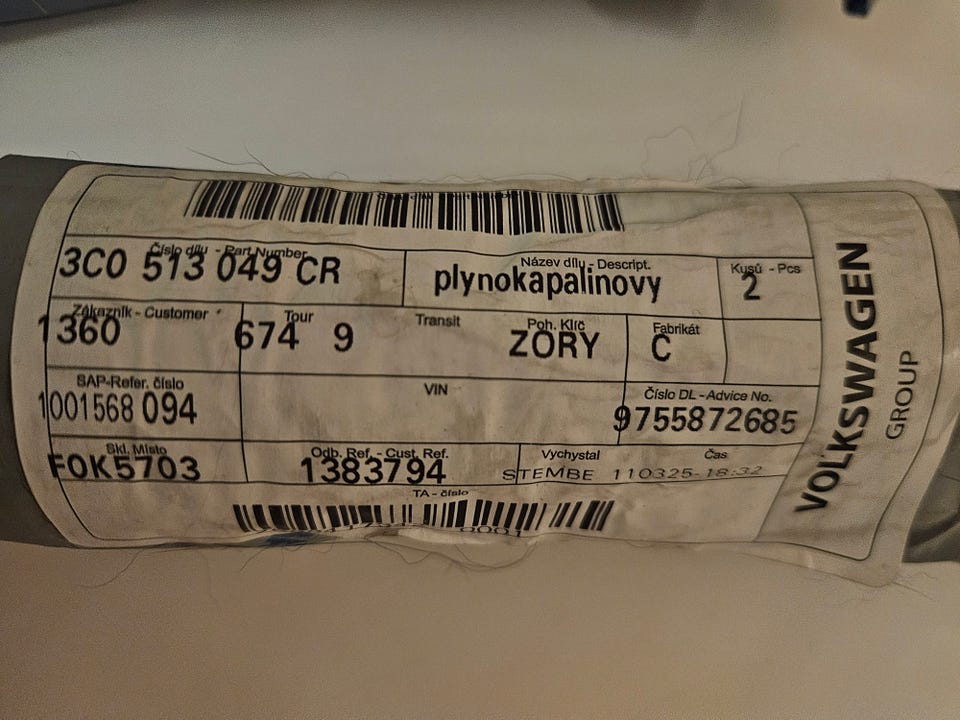 Číslo dílu - Part Number
3C0 513 049 CR
Název dílu - Descript.
plynokapalinovy
Kusů - Pcs
2
Zákazník - Customer
1360
Tour
674 9
Transit
Poh. Klíč
ZORY
Fabrikát
C
SAP-Refer. číslo
1001568 094
VIN
Číslo DL - Advice No.
9755872685
Skl. Místo
F0K5703
Odb. Ref. - Cust. Ref.
1383794
Vychystal
STEMBE
Čas
110325-18:32
TA - číslo
0001
VOLKSWAGEN
GROUP